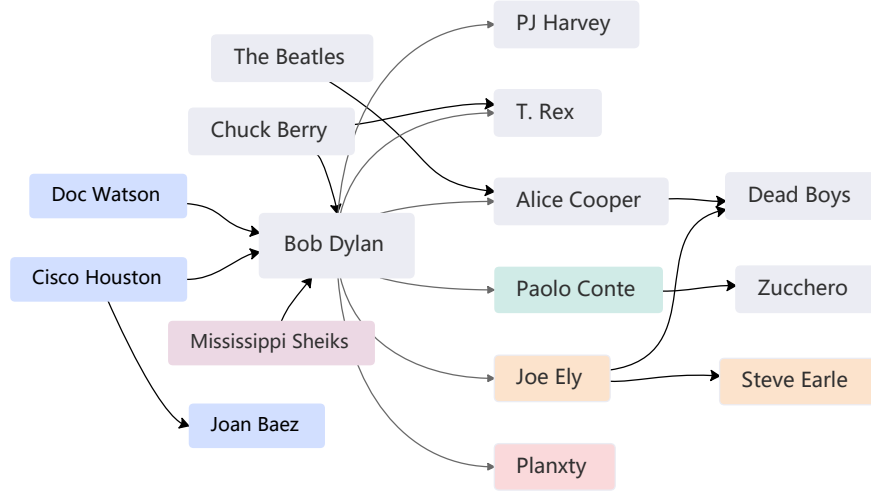 PJ Harvey
The Beatles
T. Rex
Chuck Berry
Doc Watson
Alice Cooper
Dead Boys
Bob Dylan
Cisco Houston
Paolo Conte
Zucchero
Mississippi Sheiks
Joe Ely
Steve Earle
Joan Baez
Planxty